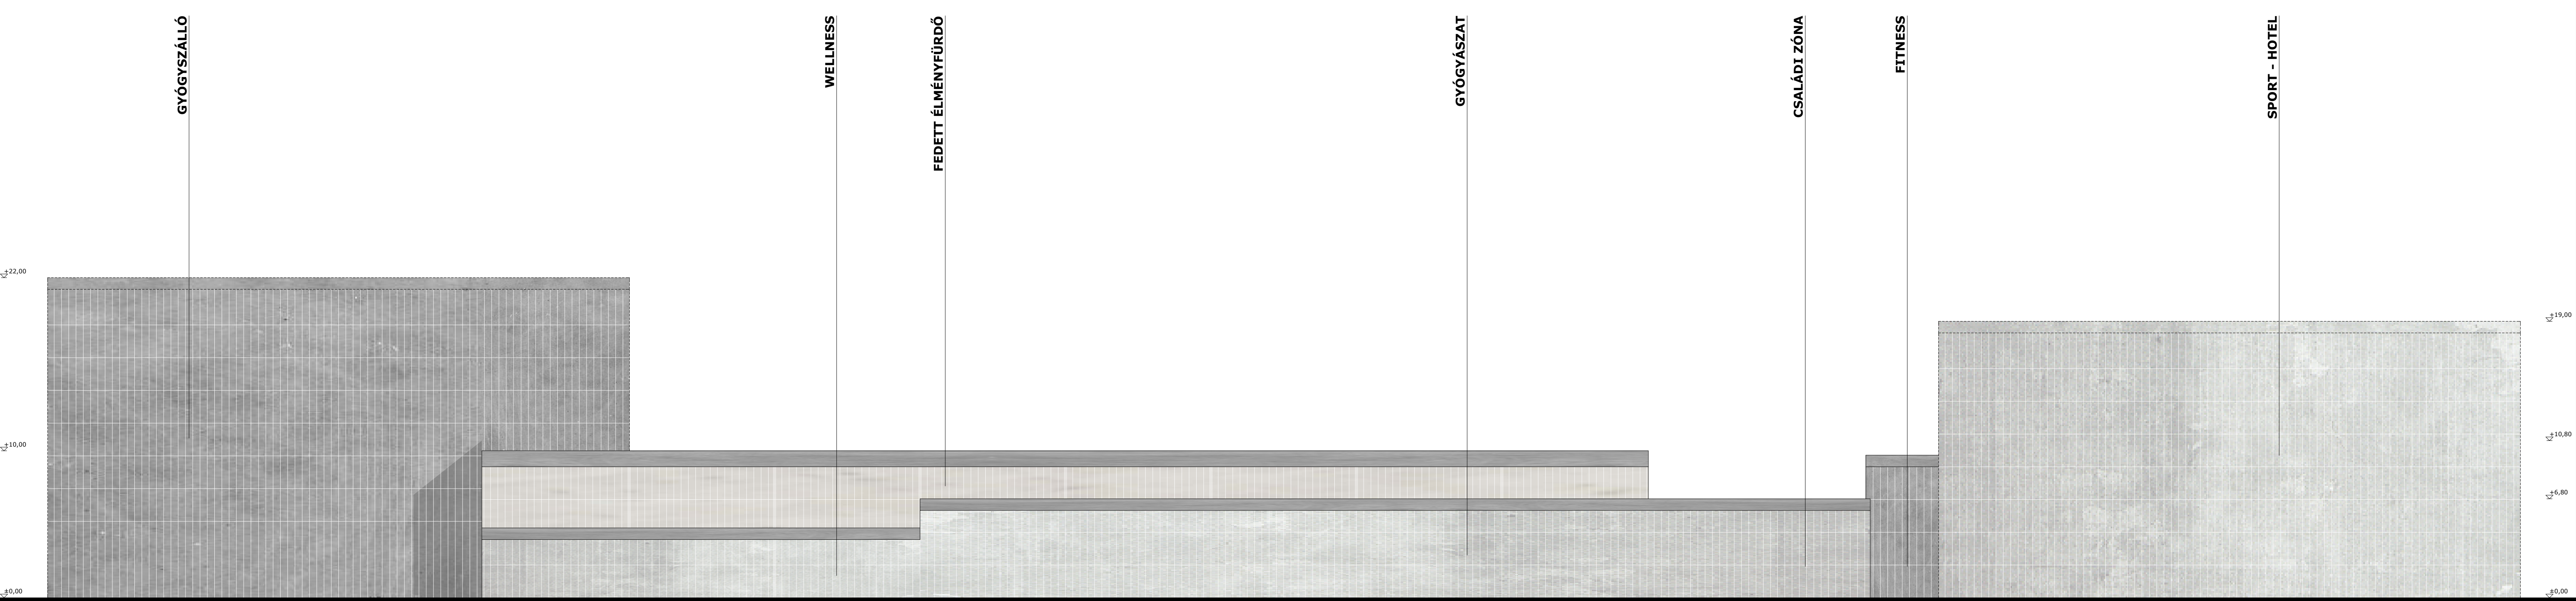 GYÓGYSZÁLLÓ
WELLNESS
FEDETT ÉLMÉNYFÜRDŐ
GYÓGYÁSZAT
CSALÁDI ZÓNA
FITNESS
SPORT - HOTEL
+22,00
+19,00
+10,00
+10,80
+6,80
±0,00
±0,00